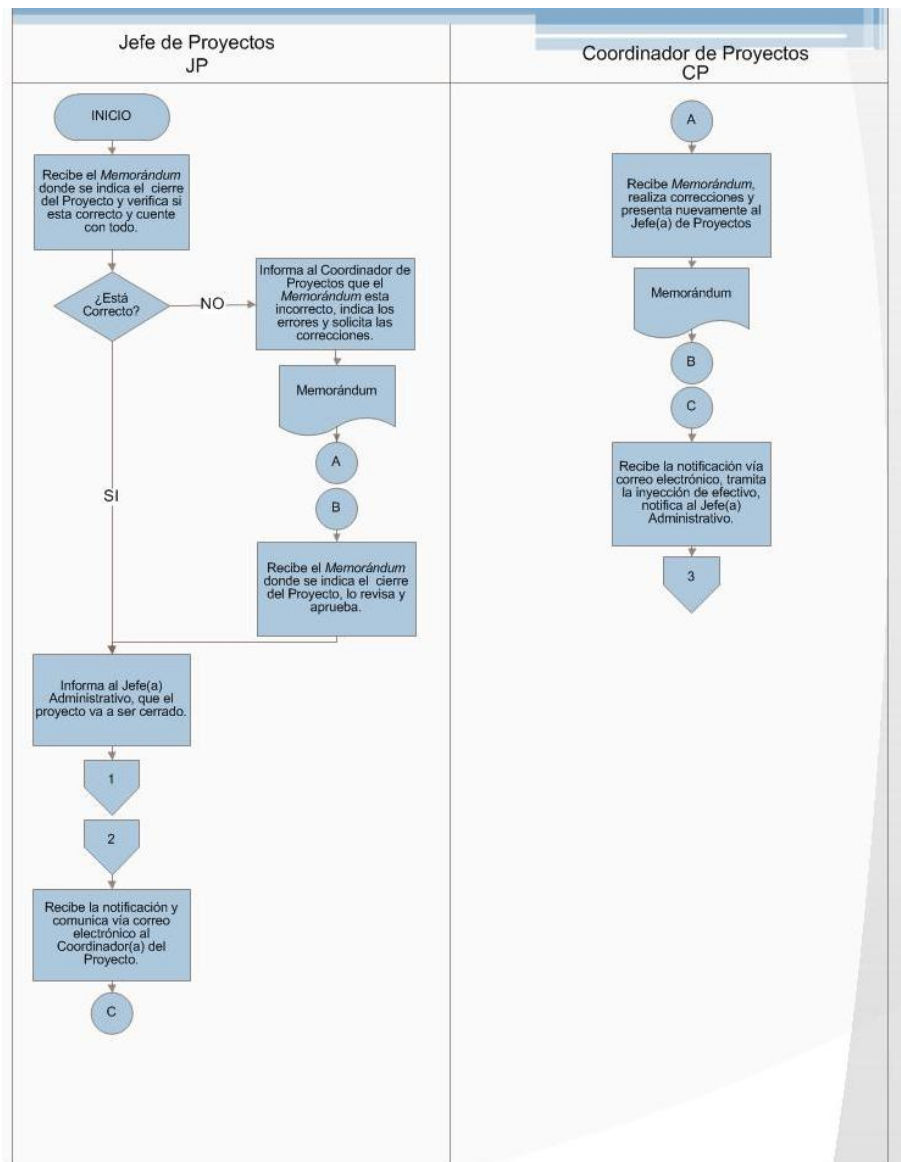 Jefe de Proyectos
JP
Coordinador de Proyectos
CP
INICIO
Recibe el Memorándum
donde se indica el cierre
del Proyecto y verifica si
esta correcto y cuente
con todo.
¿Está
Correcto?
NO
Informa al Coordinador de
Proyectos que el
Memorándum esta
incorrecto, indica los
errores y solicita las
correcciones.
Memorándum
A
B
Recibe el Memorándum
donde se indica el cierre
del Proyecto, lo revisa y
aprueba.
SI
Informa al Jefe(a)
Administrativo, que el
proyecto va a ser cerrado.
1
2
Recibe la notificación y
comunica vía correo
electrónico al
Coordinador(a) del
Proyecto.
C
A
Recibe Memorándum,
realiza correcciones y
presenta nuevamente al
Jefe(a) de Proyectos
Memorándum
B
C
Recibe la notificación vía
correo electrónico, tramita
la inyección de efectivo,
notifica al Jefe(a)
Administrativo.
3